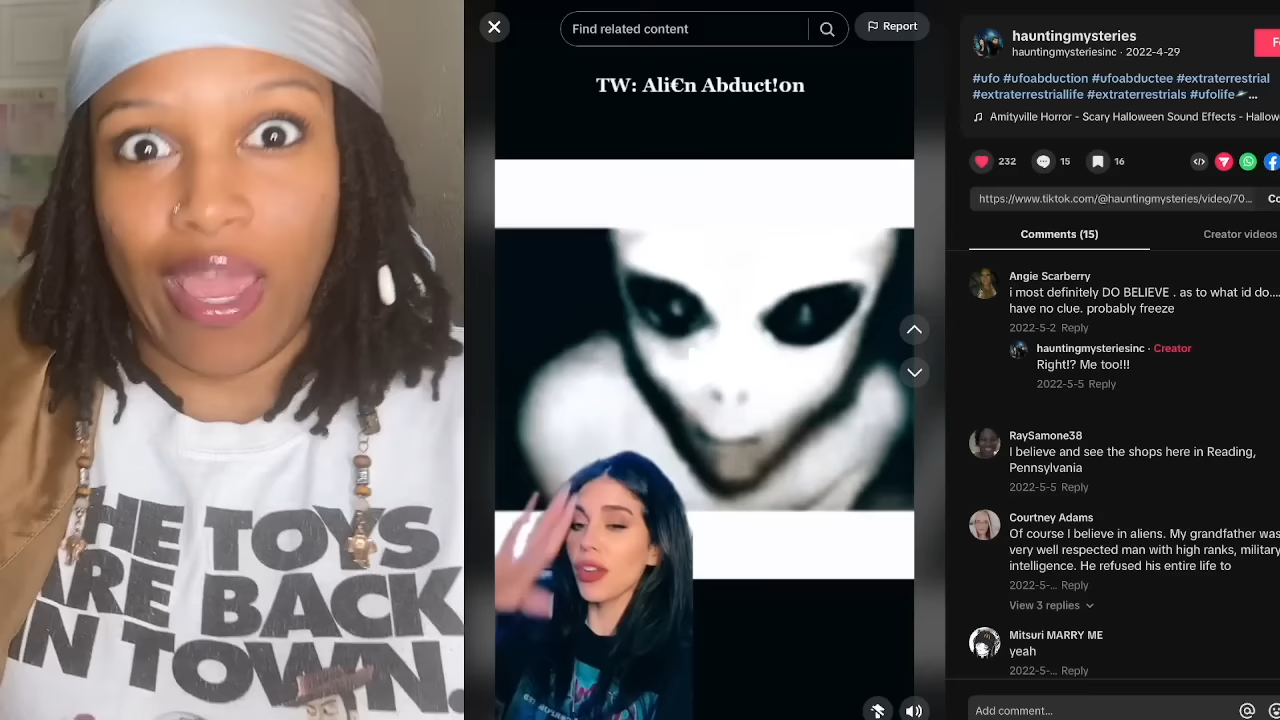 HE TOYS
ARE BACK
IN TOWN.
Find related content
Report
TW: Ali€n Abduct!on
hauntingmysteries
hauntingmysteriesinc · 2022-4-29
#ufo #ufoabduction #ufoabductee #extraterrestrial
#extraterrestriallife #extraterrestrials #ufolife🛸...
Amityville Horror - Scary Halloween Sound Effects - Hallow
232
15
16
https://www.tiktok.com/@hauntingmysteries/video/70...
Co
Comments (15)
Creator videos
Angie Scarberry
i most definitely DO BELIEVE . as to what id do....
have no clue. probably freeze
2022-5-2 Reply
hauntingmysteriesinc · Creator
Right!? Me too!!!
2022-5-5 Reply
RaySamone38
I believe and see the shops here in Reading,
Pennsylvania
2022-5-5 Reply
Courtney Adams
Of course I believe in aliens. My grandfather was
very well respected man with high ranks, military
intelligence. He refused his entire life to
2022-5-... Reply
View 3 replies
Mitsuri MARRY ME
yeah
2022-5-... Reply
Add comment...